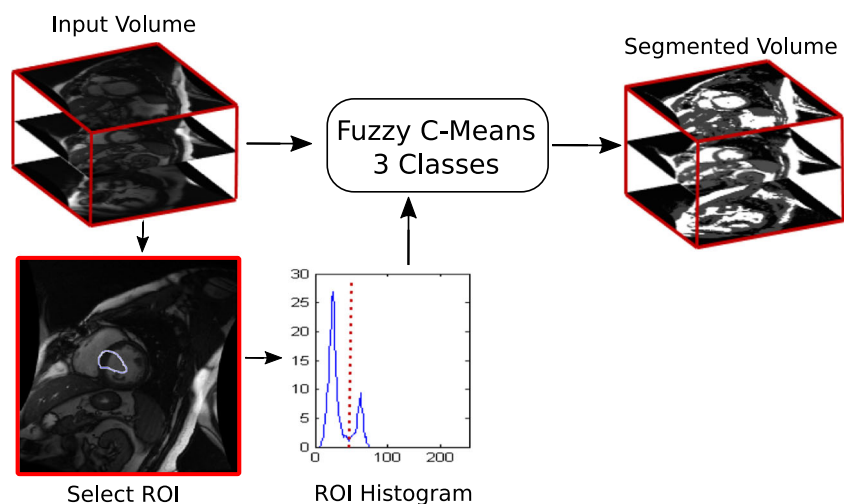 Input Volume
Segmented Volume
Fuzzy C-Means
3 Classes
30
25
20
15
10
5
0
0 100 200
Select ROI
ROI Histogram